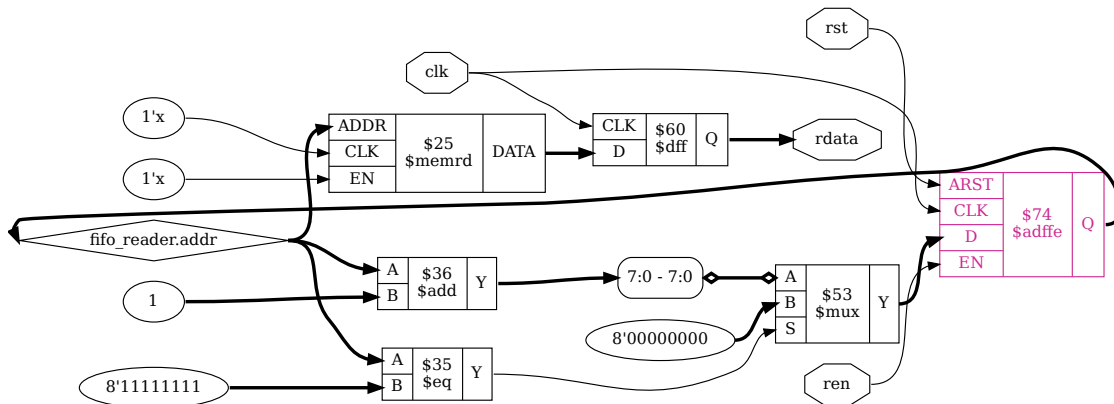 rst
clk
1'x
ADDR
CLK
EN
$25
$memrd
DATA
CLK
D
$60
$dff
Q
rdata
1'x
ARST
CLK
D
EN
$74
$adffe
Q
fifo_reader.addr
A
B
$36
$add
Y
7:0 - 7:0
A
B
S
$53
$mux
Y
1
8'00000000
A
B
$35
$eq
Y
8'11111111
ren